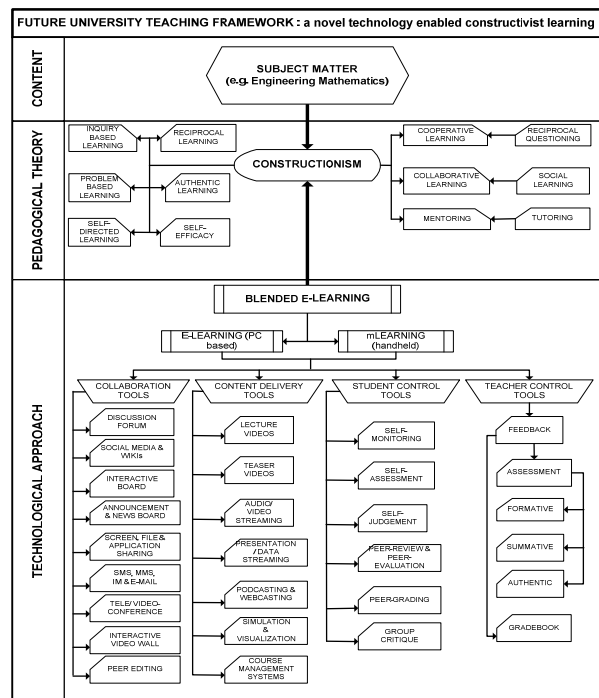 FUTURE UNIVERSITY TEACHING FRAMEWORK : a novel technology enabled constructivist learning
CONTENT
SUBJECT MATTER
(e.g. Engineering Mathematics)
PEDAGOGICAL THEORY
INQUIRY
BASED
LEARNING
RECIPROCAL
LEARNING
PROBLEM
BASED
LEARNING
AUTHENTIC
LEARNING
SELF-
DIRECTED
LEARNING
SELF-
EFFICACY
CONSTRUCTIONISM
COOPERATIVE
LEARNING
RECIPROCAL
QUESTIONING
COLLABORATIVE
LEARNING
SOCIAL
LEARNING
MENTORING
TUTORING
TECHNOLOGICAL APPROACH
BLENDED E-LEARNING
E-LEARNING (PC
based)
mLEARNING
(handheld)
COLLABORATION
TOOLS
DISCUSSION
FORUM
SOCIAL MEDIA &
WIKIs
INTERACTIVE
BOARD
ANNOUNCEMENT
& NEWS BOARD
SCREEN, FILE &
APPLICATION
SHARING
SMS, MMS,
IM & E-MAIL
TELE/ VIDEO-
CONFERENCE
INTERACTIVE
VIDEO WALL
PEER EDITING
CONTENT DELIVERY
TOOLS
LECTURE
VIDEOS
TEASER
VIDEOS
AUDIO/
VIDEO
STREAMING
PRESENTATION
/ DATA
STREAMING
PODCASTING &
WEBCASTING
SIMULATION
&
VISUALIZATION
COURSE
MANAGEMENT
SYSTEMS
STUDENT CONTROL
TOOLS
SELF-
MONITORING
SELF-
ASSESSMENT
SELF-
JUDGEMENT
PEER-REVIEW &
PEER-
EVALUATION
PEER-GRADING
GROUP
CRITIQUE
TEACHER CONTROL
TOOLS
FEEDBACK
ASSESSMENT
FORMATIVE
SUMMATIVE
AUTHENTIC
GRADEBOOK